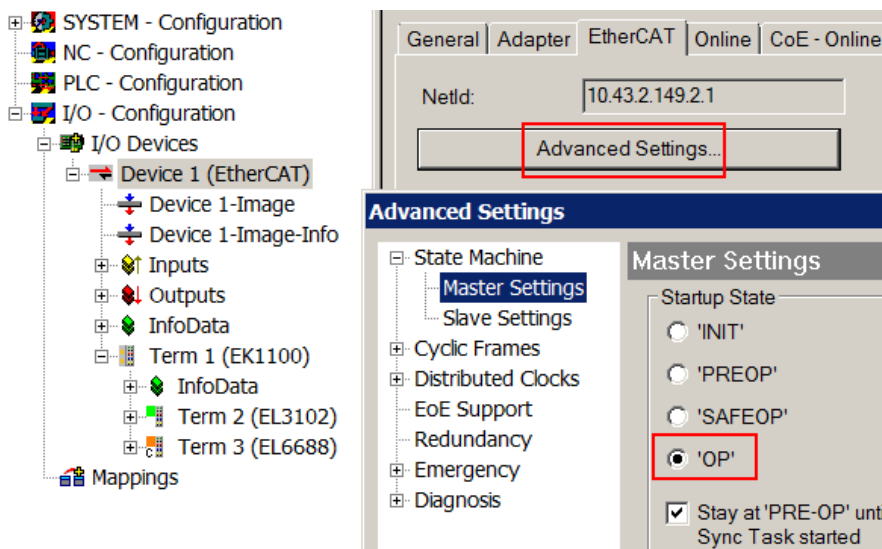 SYSTEM - Configuration
NC - Configuration
PLC - Configuration
I/O - Configuration
I/O Devices
Device 1 (EtherCAT)
Device 1-Image
Device 1-Image-Info
Inputs
Outputs
InfoData
Term 1 (EK1100)
InfoData
Term 2 (EL3102)
Term 3 (EL6688)
Mappings
General Adapter EtherCAT Online CoE - Online
NetId: 10.43.2.149.2.1
Advanced Settings...
Advanced Settings
State Machine
Master Settings
Slave Settings
Cyclic Frames
Distributed Clocks
EoE Support
Redundancy
Emergency
Diagnosis
Master Settings
Startup State
'INIT'
'PREOP'
'SAFEOP'
'OP'
Stay at 'PRE-OP' unti
Sync Task started